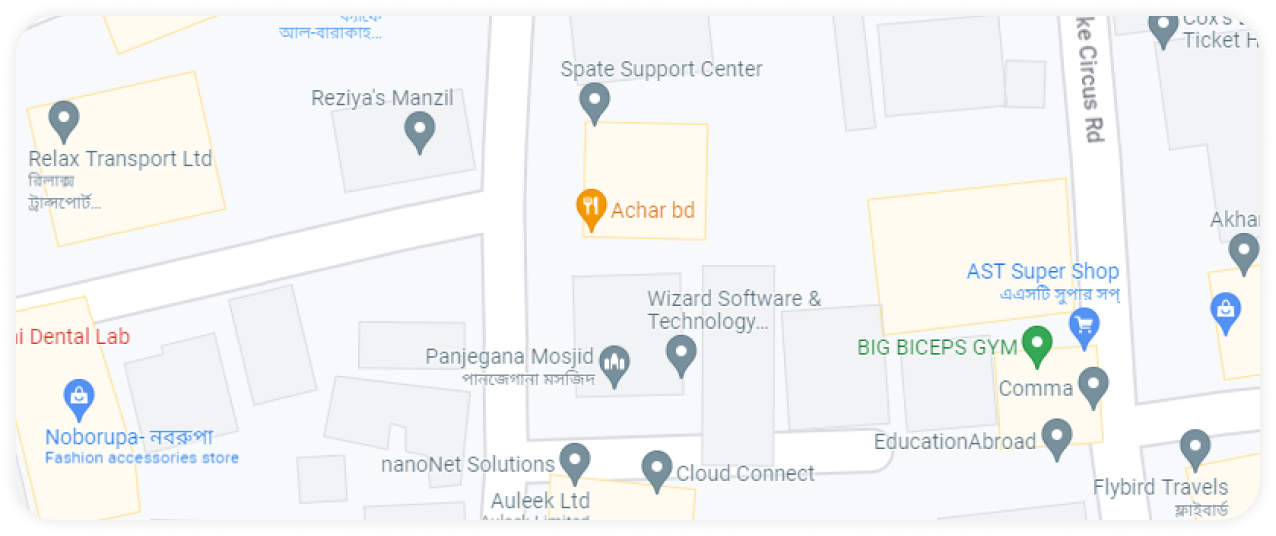 আল-বারাকাহ...
Spate Support Center
Reziya's Manzil
Relax Transport Ltd
রিলাক্স
ট্রান্সপোর্ট...
Achar bd
ke Circus Rd
Ticket H
Akha
AST Super Shop
এএসটি সুপার সপ্
Wizard Software &
Technology...
i Dental Lab
BIG BICEPS GYM
Panjegana Mosjid
পানজেগানা মসজিদ
Comma
Noborupa- নবরুপা
Fashion accessories store
EducationAbroad
nanoNet Solutions
Cloud Connect
Auleek Ltd
Flybird Travels
ফ্লাইবার্ড